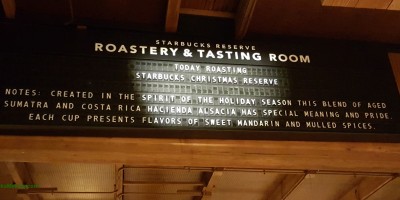 STARBUCKS RESERVE
ROASTERY & TASTING ROOM
TODAY ROASTING
STARBUCKS CHRISTMAS RESERVE
NOTES: CREATED IN THE SPIRIT OF THE HOLIDAY SEASON THIS BLEND OF AGED
SUMATRA AND COSTA RICA HACIENDA ALSACIA HAS SPECIAL MEANING AND PRIDE.
EACH CUP PRESENTS FLAVORS OF SWEET MANDARIN AND MULLED SPICES.